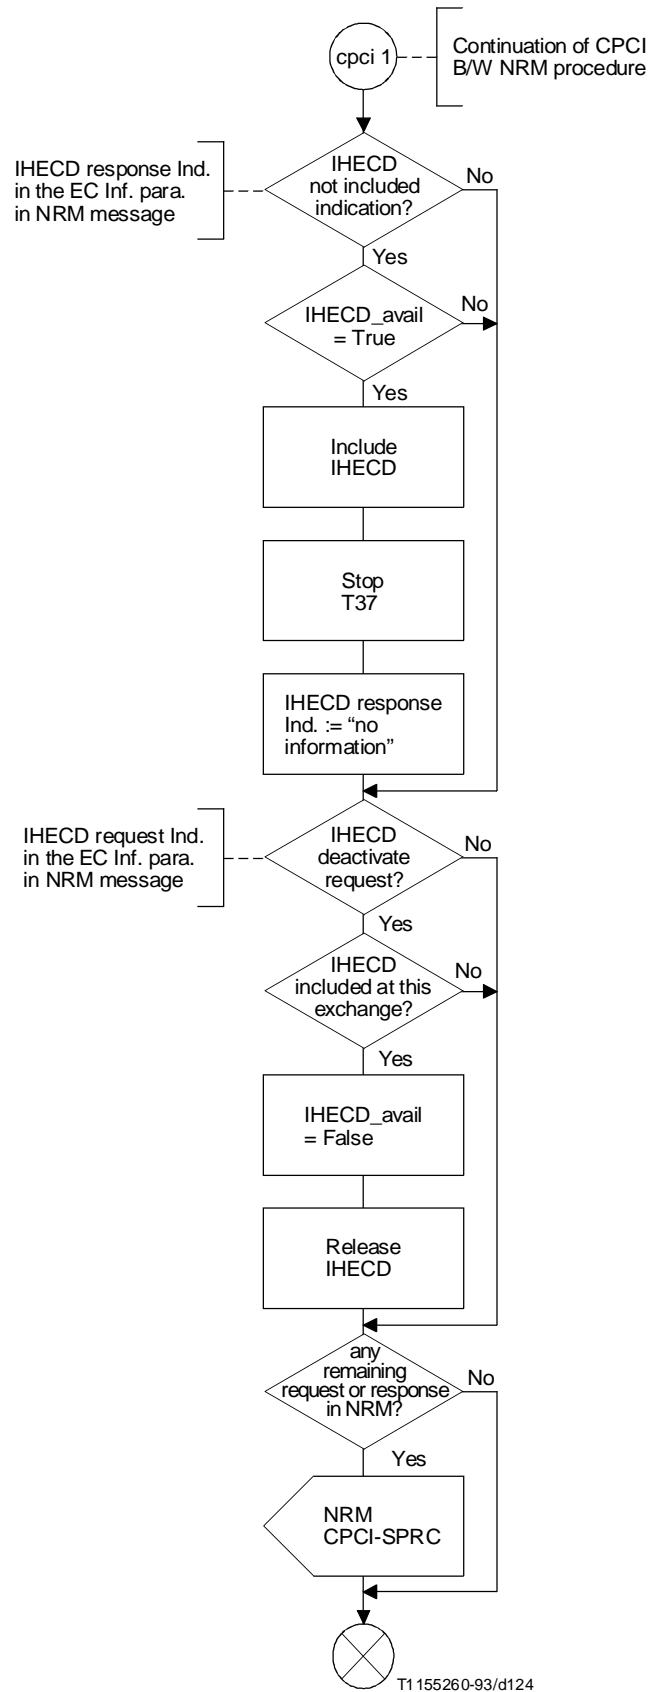 cpci 1
Continuation of CPCI
B/W NRM procedure
IHECD response Ind.
in the EC Inf. para.
in NRM message
IHECD
not included
indication?
No
Yes
IHECD_avail
= True
No
Yes
Include
IHECD
Stop
T37
IHECD response
Ind. := “no
information”
IHECD request Ind.
in the EC Inf. para.
in NRM message
IHECD
deactivate
request?
No
Yes
IHECD
included at this
exchange?
No
Yes
IHECD_avail
= False
Release
IHECD
any
remaining
request or response
in NRM?
No
Yes
NRM
CPCI-SPRC
T1155260-93/d124